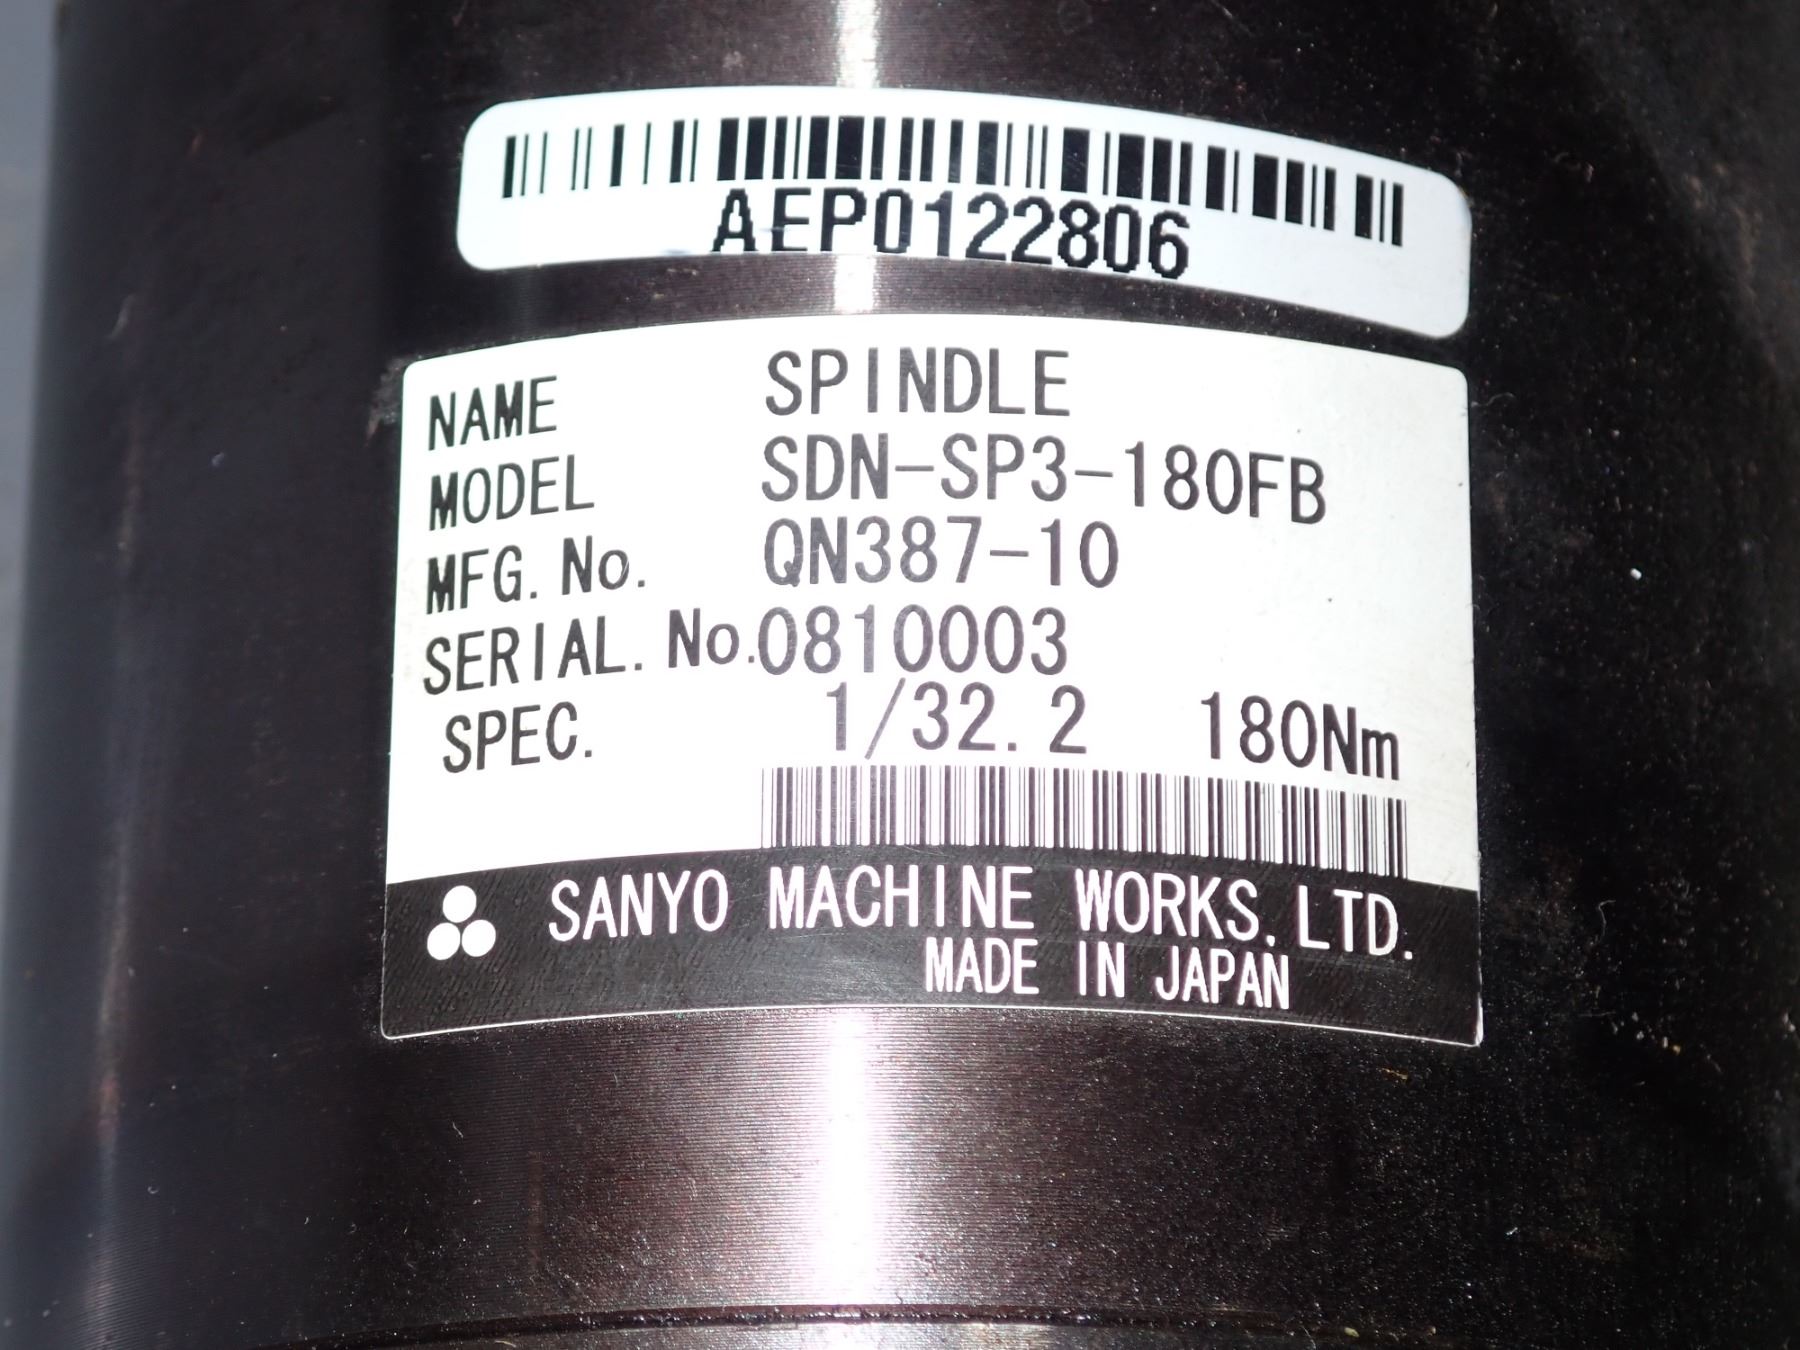 AEP0122806
NAME SPINDLE
MODEL SDN-SP3-180FB
MFG. No. QN387-10
SERIAL. No. 0810003
SPEC. 1/32.2 180Nm
SANYO MACHINE WORKS. LTD.
MADE IN JAPAN